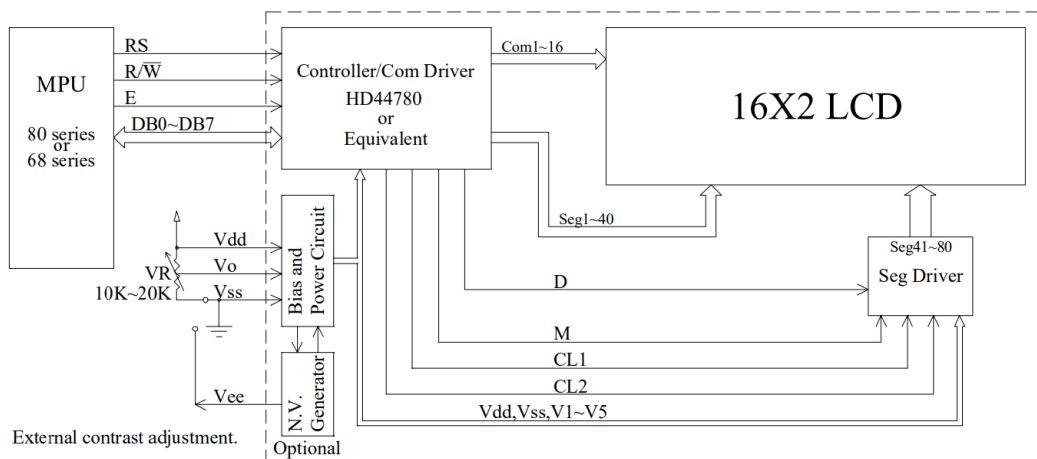 MPU
80 series
or
68 series
RS
R/W̅
E
DB0~DB7
Controller/Com Driver
HD44780
or
Equivalent
Com1~16
16X2 LCD
Seg1~40
Seg41~80
Seg Driver
Vdd
Vo
Vss
VR
10K~20K
Bias and
Power Circuit
D
M
CL1
CL2
Vdd,Vss,V1~V5
N.V.
Generator
Vee
Optional
External contrast adjustment.